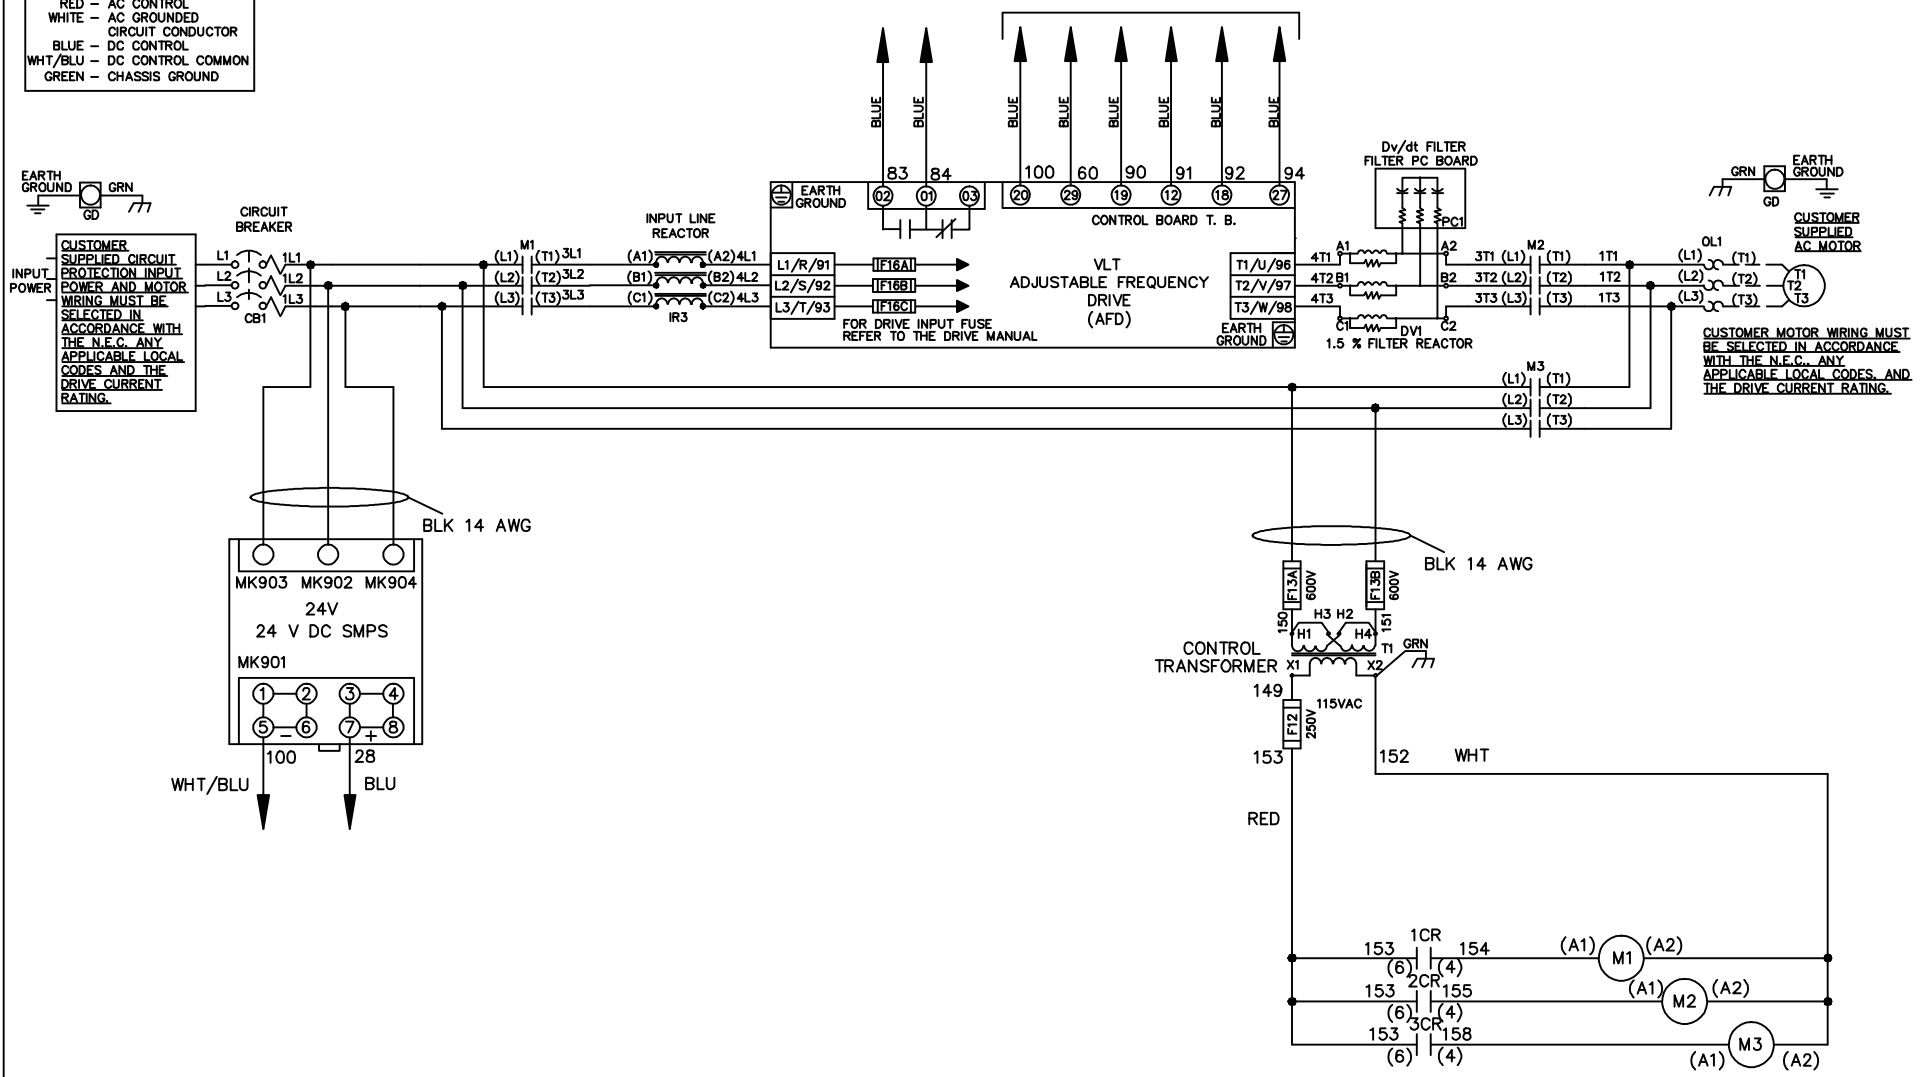 RED – AC CONTROL
WHITE – AC GROUNDED
CIRCUIT CONDUCTOR
BLUE – DC CONTROL
WHT/BLU – DC CONTROL COMMON
GREEN – CHASSIS GROUND
BLUE
BLUE
BLUE
BLUE
BLUE
BLUE
BLUE
BLUE
EARTH
GROUND
GRN
GD
CIRCUIT
BREAKER
INPUT
POWER
CUSTOMER
SUPPLIED CIRCUIT
PROTECTION INPUT
POWER AND MOTOR
WIRING MUST BE
SELECTED IN
ACCORDANCE WITH
THE N.E.C. ANY
APPLICABLE LOCAL
CODES AND THE
DRIVE CURRENT
RATING.
L1
L2
L3
1L1
1L2
1L3
CB1
M1
(L1) (T1) 3L1
(L2) (T2) 3L2
(L3) (T3) 3L3
INPUT LINE
REACTOR
(A1) (A2) 4L1
(B1) (B2) 4L2
(C1) (C2) 4L3
IR3
EARTH
GROUND
83 84
02 01 03
100 60 90 91 92 94
20 29 19 12 18 27
CONTROL BOARD T. B.
L1/R/91
L2/S/92
L3/T/93
F16A
F16B
F16C
FOR DRIVE INPUT FUSE
REFER TO THE DRIVE MANUAL
VLT
ADJUSTABLE FREQUENCY
DRIVE
(AFD)
T1/U/96
T2/V/97
T3/W/98
EARTH
GROUND
Dv/dt FILTER
FILTER PC BOARD
PC1
4T1 A1 A2
4T2 B1 B2
4T3
C1 C2
DV1
1.5 % FILTER REACTOR
M2
3T1 (L1) (T1) 1T1
3T2 (L2) (T2) 1T2
3T3 (L3) (T3) 1T3
GRN
EARTH
GROUND
GD
CUSTOMER
SUPPLIED
AC MOTOR
OL1
(L1) (T1)
(L2) (T2)
(L3) (T3)
T1
T2
T3
CUSTOMER MOTOR WIRING MUST
BE SELECTED IN ACCORDANCE
WITH THE N.E.C., ANY
APPLICABLE LOCAL CODES, AND
THE DRIVE CURRENT RATING.
M3
(L1) (T1)
(L2) (T2)
(L3) (T3)
BLK 14 AWG
MK903 MK902 MK904
24V
24 V DC SMPS
MK901
1 2 3 4
5 6 7 8
– +
100 28
WHT/BLU BLU
BLK 14 AWG
F13A
600V
F13B
600V
150
151
H3 H2
H1 H4
T1
GRN
CONTROL
TRANSFORMER
X1 X2
149
115VAC
F12
250V
153
152
WHT
RED
1CR
153 154
(6) (4)
(A1) M1 (A2)
2CR
153 155
(6) (4)
(A1) M2 (A2)
3CR
153 158
(6) (4)
(A1) M3 (A2)